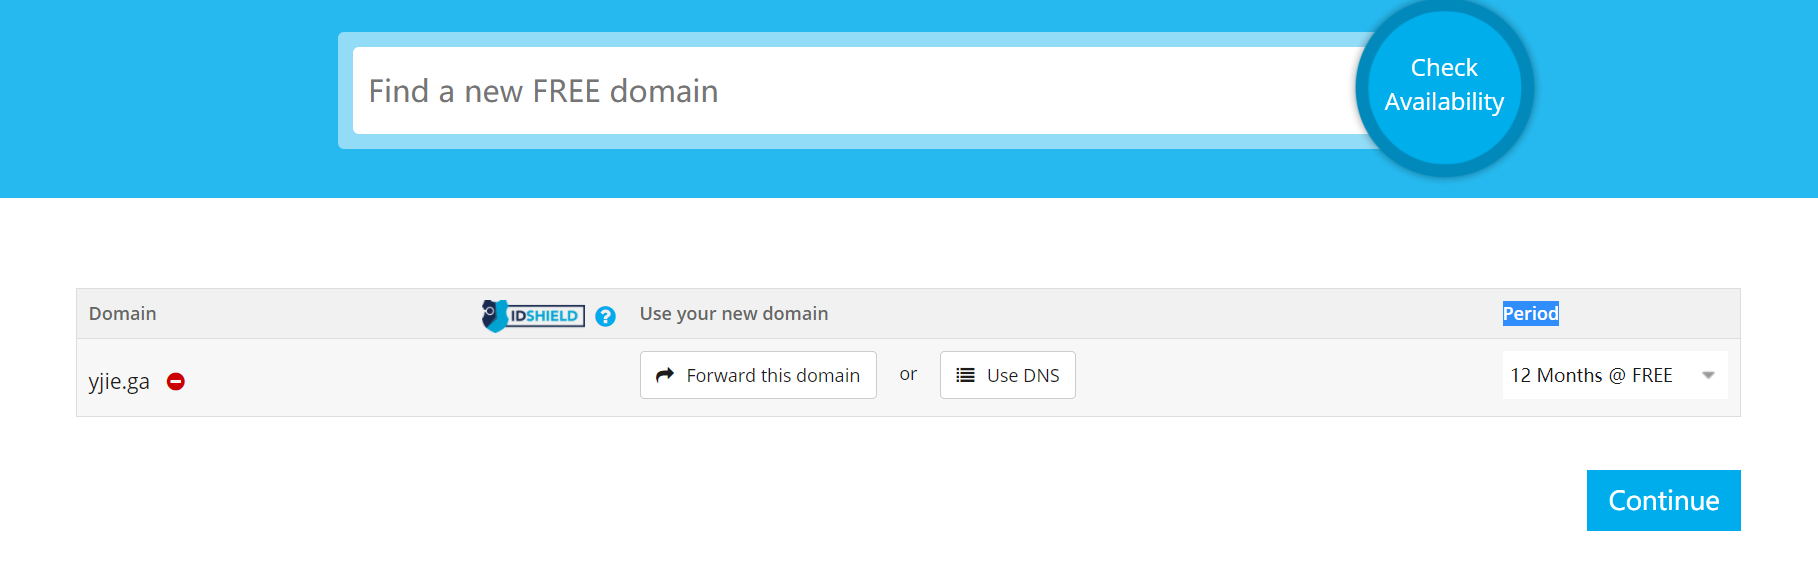 Find a new FREE domain
Check
Availability
Domain
IDSHIELD
?
Use your new domain
Period
yjie.ga
Forward this domain
or
Use DNS
12 Months @ FREE
Continue